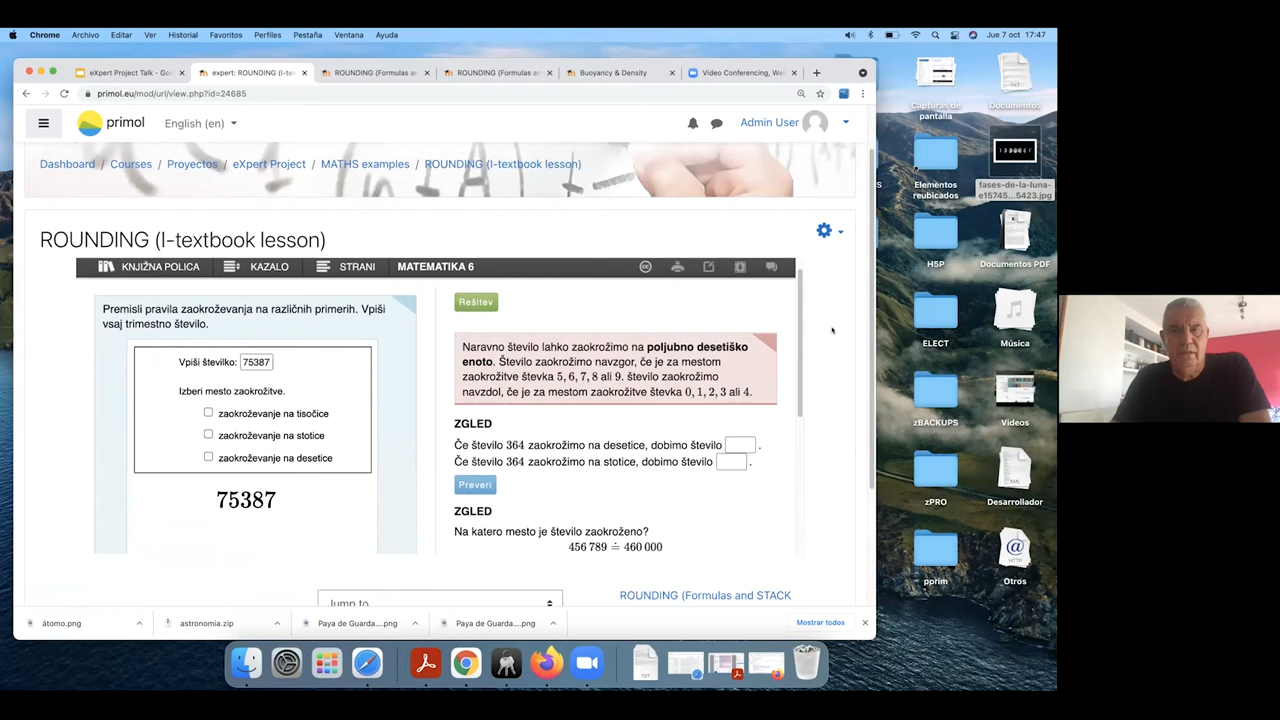 Chrome Archivo Editar Ver Historial Favoritos Perfiles Pestaña Ventana Ayuda
Jue 7 oct 17:47
eXpert Project Talk - Goo
expert: ROUNDING (I-tex
ROUNDING (Formulas an
ROUNDING (Formulas an
Buoyancy & Density
Video Conferencing, Web
primol.eu/mod/url/view.php?id=24685
primol
English (en)
Admin User
Dashboard / Courses / Proyectos / eXpert Project / MATHS examples / ROUNDING (I-textbook lesson)
ROUNDING (I-textbook lesson)
KNJIŽNA POLICA KAZALO STRANI MATEMATIKA 6
Premisli pravila zaokroževanja na različnih primerih. Vpiši
vsaj trimestno število.
Vpiši številko: 75387
Izberi mesto zaokrožitve.
zaokroževanje na tisočice
zaokroževanje na stotice
zaokroževanje na desetice
75387
Rešitev
Naravno število lahko zaokrožimo na poljubno desetiško
enoto. Število zaokrožimo navzgor, če je za mestom
zaokrožitve števka 5, 6, 7, 8 ali 9. število zaokrožimo
navzdol, če je za mestom zaokrožitve števka 0, 1, 2, 3 ali 4.
ZGLED
Če število 364 zaokrožimo na desetice, dobimo število .
Če število 364 zaokrožimo na stotice, dobimo število .
Preveri
ZGLED
Na katero mesto je število zaokroženo?
456 789 ≐ 460 000
Jump to...
ROUNDING (Formulas and STACK
átomo.png
astronomia.zip
Paya de Guarda....png
Paya de Guarda....png
Mostrar todos
Capturas de
pantalla
Documentos
Elementos
reubicados
fases-de-la-luna-
e15745...5423.jpg
H5P
Documentos PDF
ELECT
Música
zBACKUPS
Videos
zPRO
Desarrollador
pprim
Otros